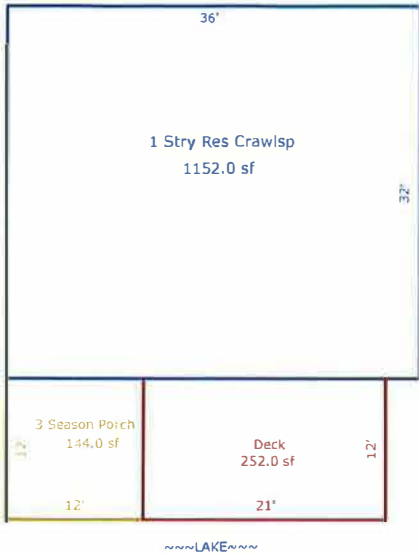 36'
1 Stry Res Crawlsp
1152.0 sf
32'
3 Season Porch
144.0 sf
12'
12'
Deck
252.0 sf
12'
21'
~~~LAKE~~~